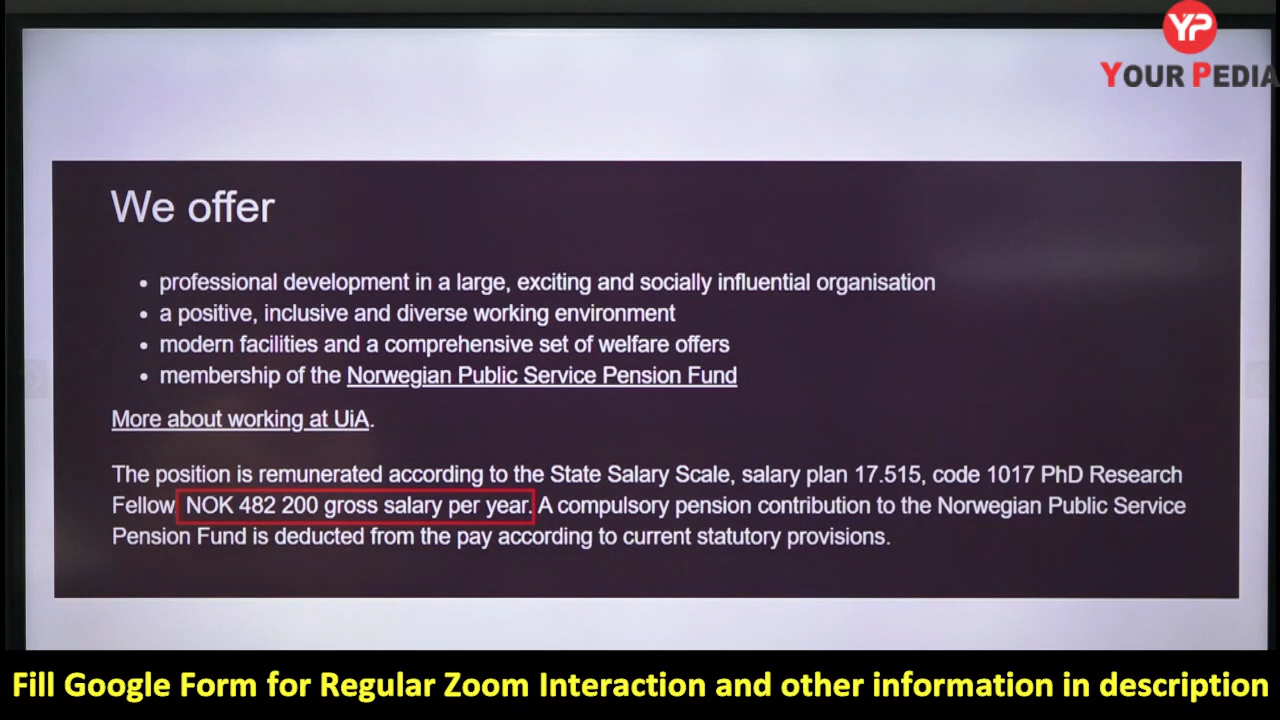 YP
YOUR PEDIA
We offer
• professional development in a large, exciting and socially influential organisation
• a positive, inclusive and diverse working environment
• modern facilities and a comprehensive set of welfare offers
• membership of the Norwegian Public Service Pension Fund
More about working at UiA.
The position is remunerated according to the State Salary Scale, salary plan 17.515, code 1017 PhD Research
Fellow NOK 482 200 gross salary per year. A compulsory pension contribution to the Norwegian Public Service
Pension Fund is deducted from the pay according to current statutory provisions.
Fill Google Form for Regular Zoom Interaction and other information in description